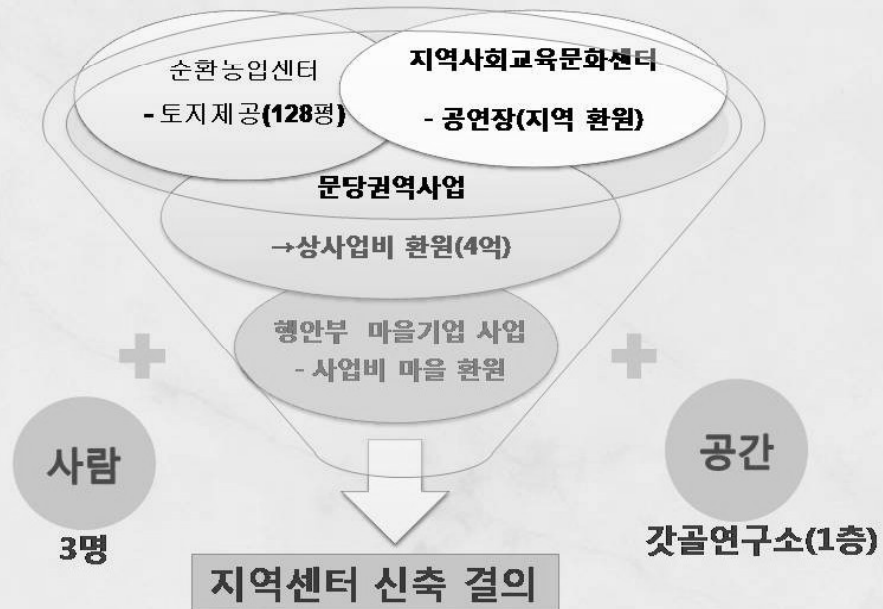 순환농업센터
- 토지제공(128평)
지역사회교육문화센터
- 공연장(지역 환원)
문당권역사업
→상사업비 환원(4억)
행안부 마을기업 사업
- 사업비 마을 환원
사람
3명
공간
갓골연구소(1층)
지역센터 신축 결의